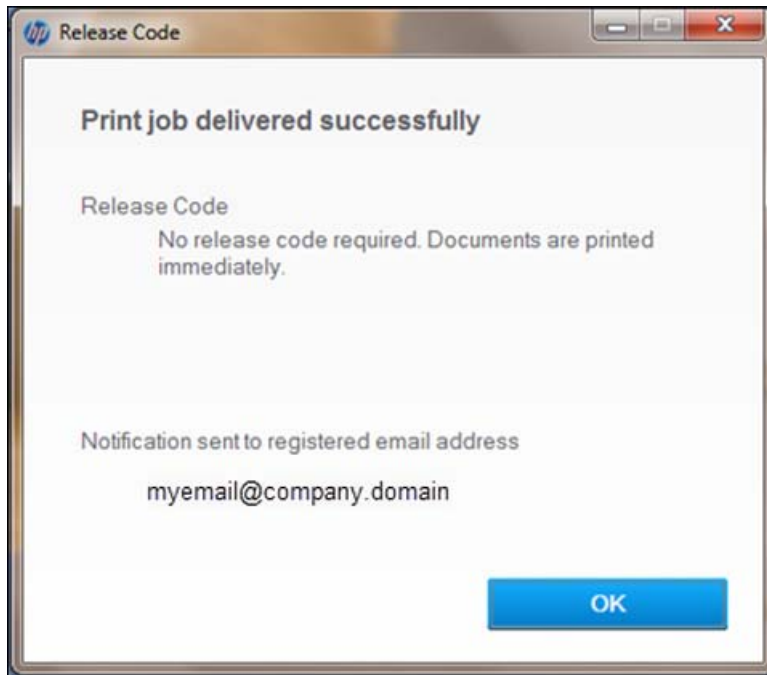 hp Release Code
Print job delivered successfully
Release Code
No release code required. Documents are printed
immediately.
Notification sent to registered email address
myemail@company.domain
OK